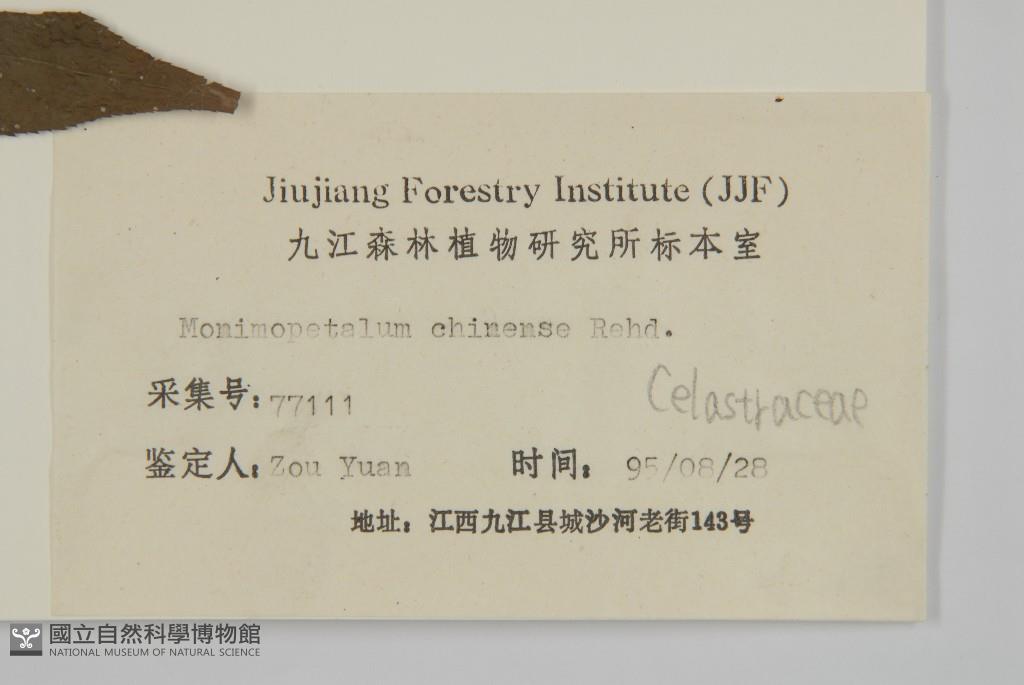 Jiujiang Forestry Institute (JJF)
九江森林植物研究所标本室
Monimopetalum chinense Rehd.
采集号: 77111
Celastraceae
鉴定人: Zou Yuan 时间: 95/08/28
地址: 江西九江县城沙河老街143号
國立自然科學博物館
NATIONAL MUSEUM OF NATURAL SCIENCE